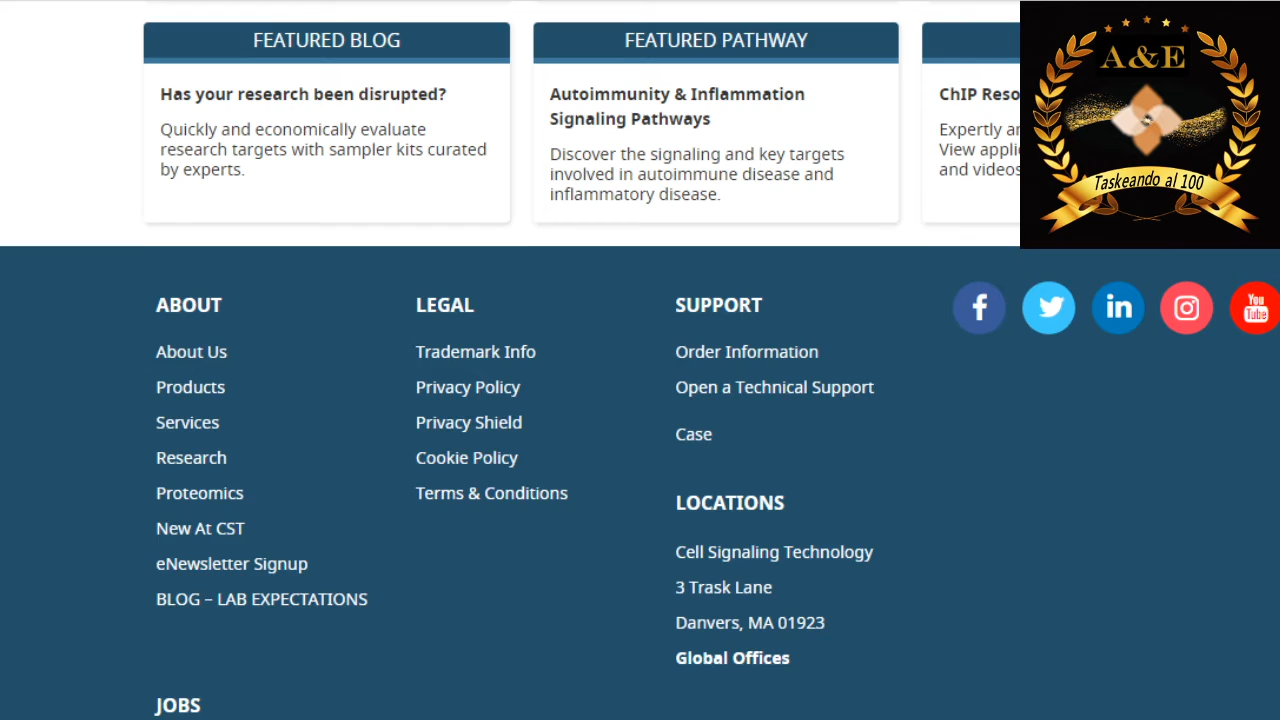 FEATURED BLOG
Has your research been disrupted?
Quickly and economically evaluate
research targets with sampler kits curated
by experts.
FEATURED PATHWAY
Autoimmunity & Inflammation
Signaling Pathways
Discover the signaling and key targets
involved in autoimmune disease and
inflammatory disease.
ChIP
Expertly
View
and videos
A&E
Taskeando al 100
ABOUT
About Us
Products
Services
Research
Proteomics
New At CST
eNewsletter Signup
BLOG – LAB EXPECTATIONS
JOBS
LEGAL
Trademark Info
Privacy Policy
Privacy Shield
Cookie Policy
Terms & Conditions
SUPPORT
Order Information
Open a Technical Support
Case
LOCATIONS
Cell Signaling Technology
3 Trask Lane
Danvers, MA 01923
Global Offices
f
in
You
Tube